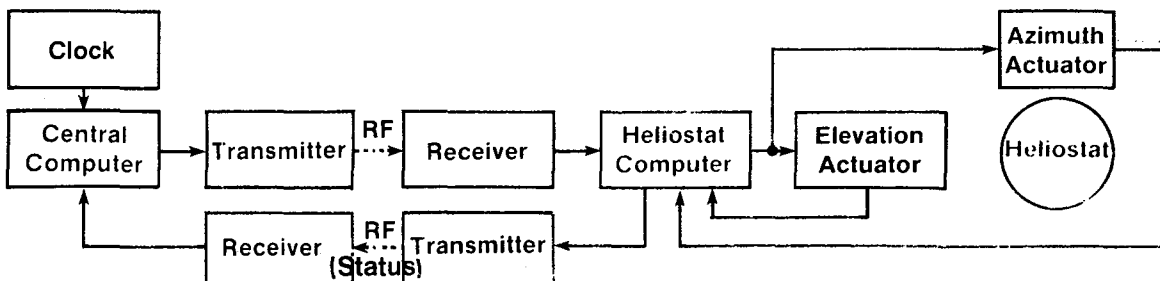 Clock
Azimuth
Actuator
Central
Computer
Transmitter
RF
Receiver
Heliostat
Computer
Elevation
Actuator
Heliostat
Receiver
RF
(Status)
Transmitter